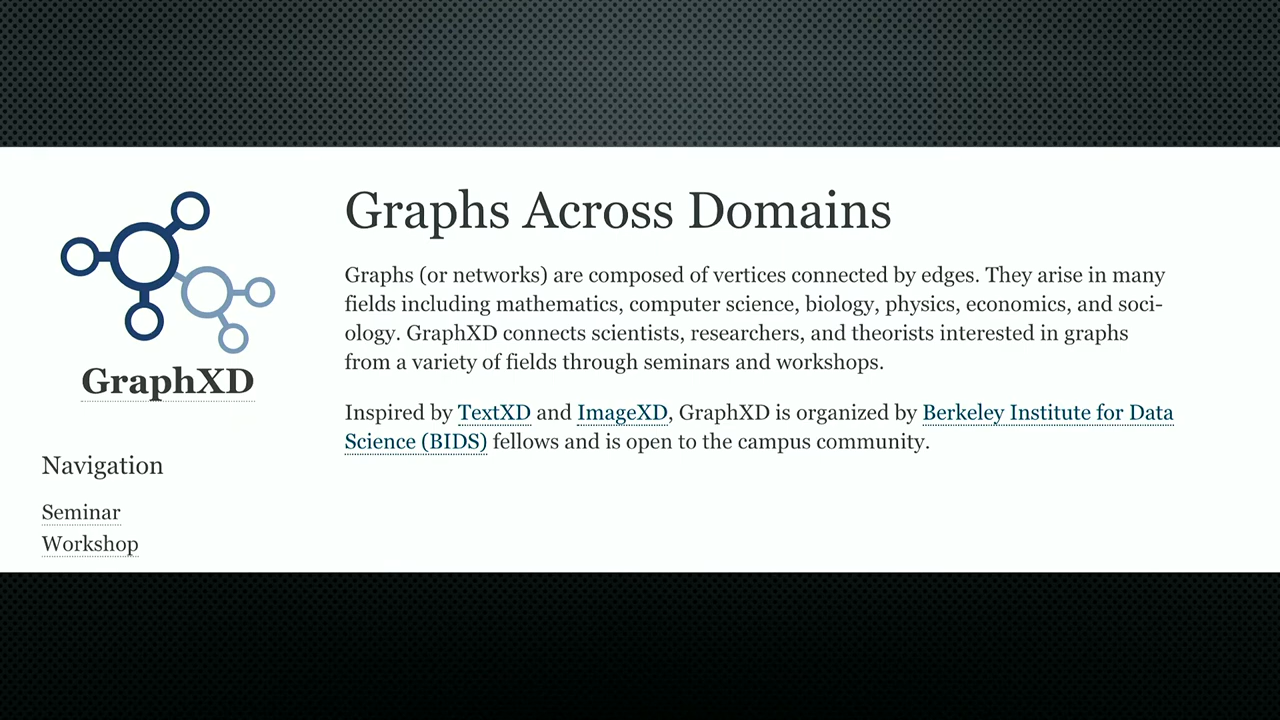 Graphs Across Domains
Graphs (or networks) are composed of vertices connected by edges. They arise in many
fields including mathematics, computer science, biology, physics, economics, and soci-
ology. GraphXD connects scientists, researchers, and theorists interested in graphs
from a variety of fields through seminars and workshops.
Inspired by TextXD and ImageXD, GraphXD is organized by Berkeley Institute for Data
Science (BIDS) fellows and is open to the campus community.
GraphXD
Navigation
Seminar
Workshop